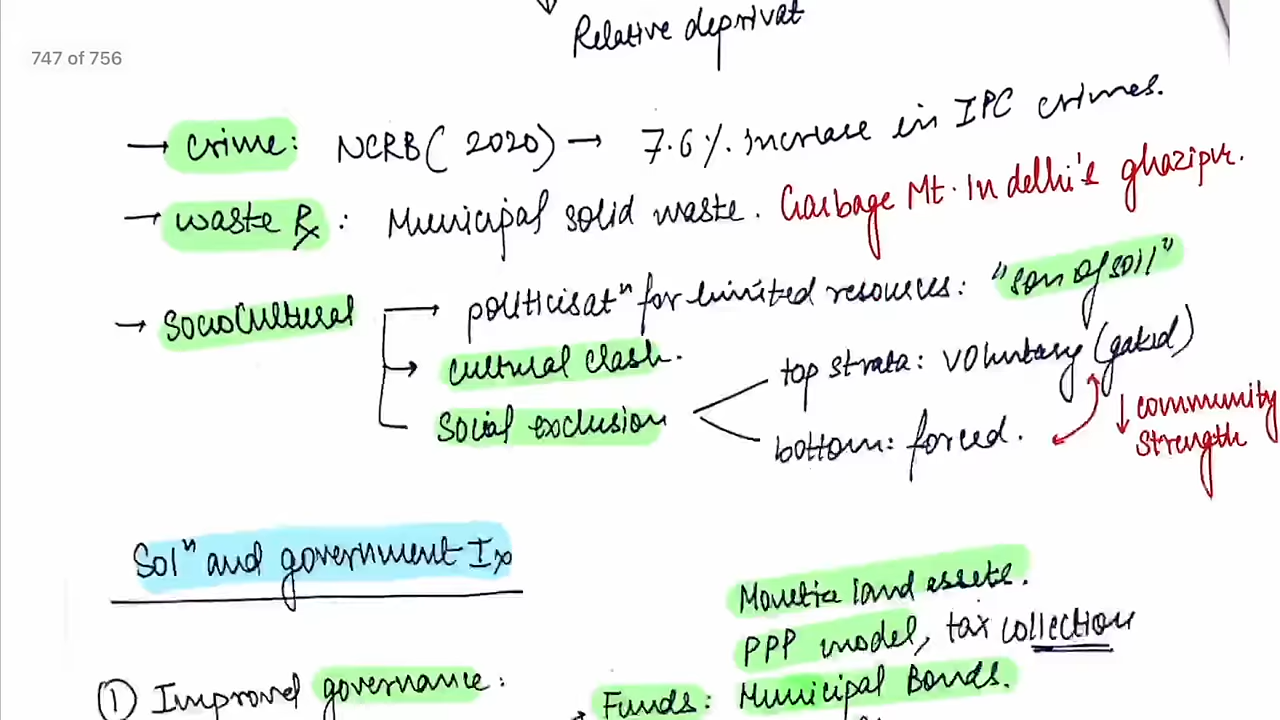 Relative deprivat
747 of 756
→ Crime: NCRB (2020) → 7.6%. increase in IPC crimes.
→ waste Rx: Municipal solid waste. Garbage Mt. In delhi's ghazipur.
→ Sociocultural → politicisatⁿ for limited resources: "son of soil"
→ cultural clash.
Social exclusion
top strata: voluntary (gated)
bottom: forced.
↓ community
strength
Solⁿ and government Ix
Monetize land assets.
PPP model, tax collection
① Improved governance:
→ Funds: Municipal Bonds.